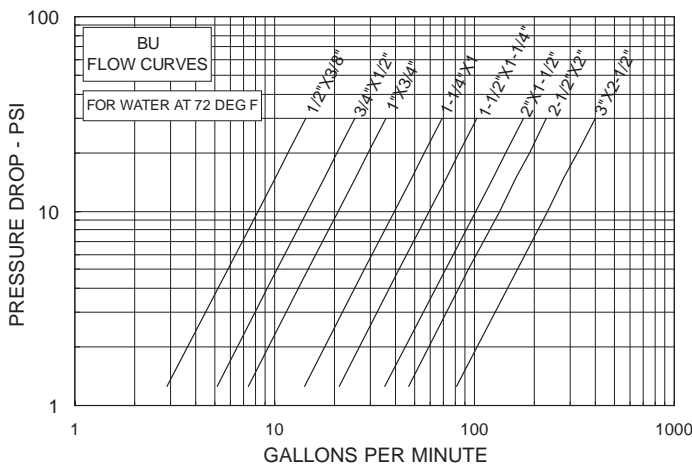 BU
FLOW CURVES
FOR WATER AT 72 DEG F
1/2"X3/8"
3/4"X1/2"
1"X3/4"
1-1/4"X1
1-1/2"X1-1/4"
2"X1-1/2"
2-1/2"X2"
3"X2-1/2"
PRESSURE DROP - PSI
100
10
1
1
10
100
1000
GALLONS PER MINUTE